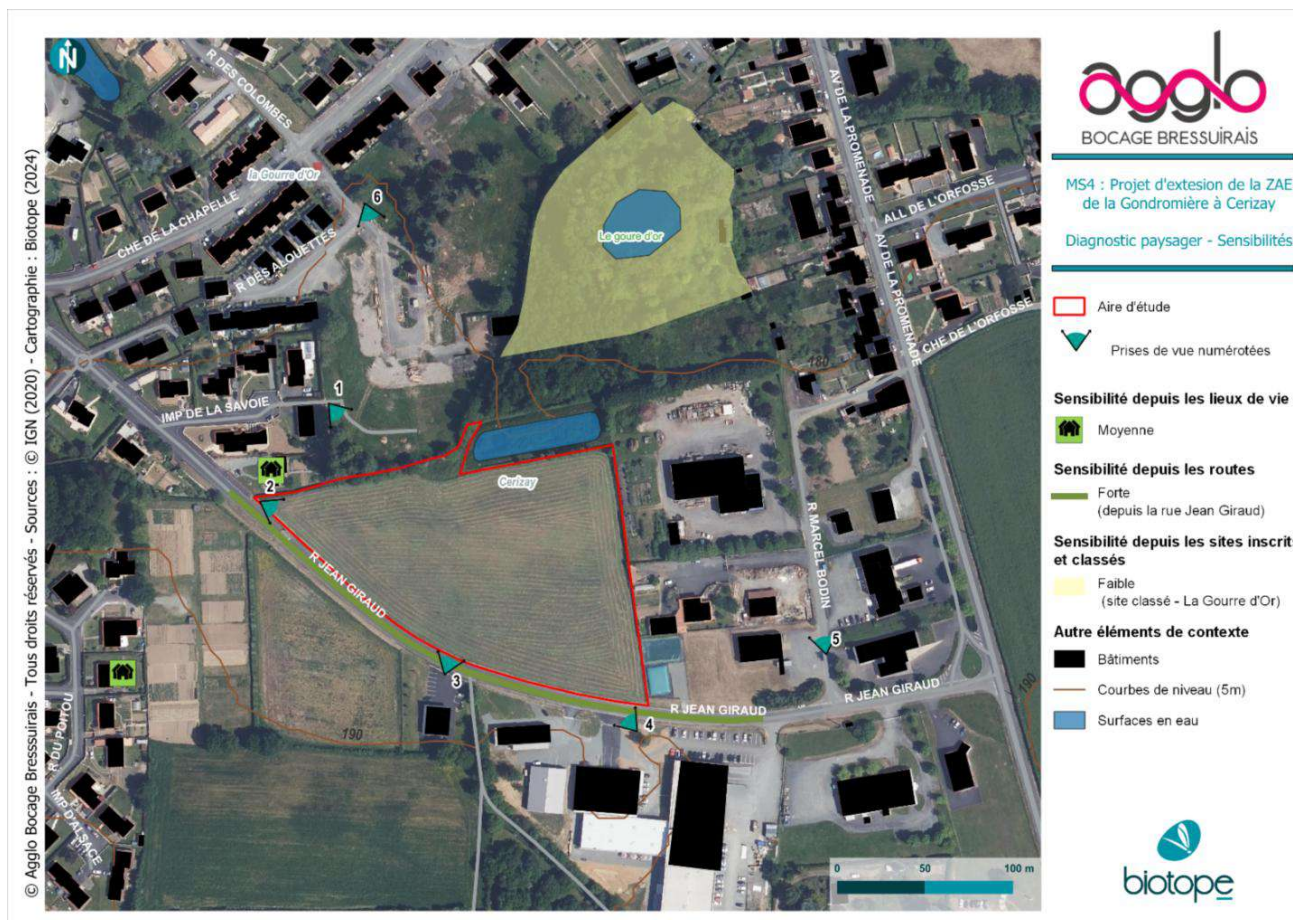 © Agglo Bocage Bresssuirais - Tous droits réservés - Sources : © IGN (2020) - Cartographie : Biotope (2024)
N
R DES COLOMBES
la Gourre d'Or
CHE DE LA CHAPELLE
R DES ALOUETTES
6
Le goure d'or
AV DE LA PROMENADE
ALL DE L'ORFOSSE
AV DE LA PROMENADE
CHE DE L'ORFOSSE
180
1
IMP DE LA SAVOIE
2
Cerizay
R JEAN GIRAUD
R MARCEL BODIN
5
3
4
R JEAN GIRAUD
R JEAN GIRAUD
190
190
R DU POITOU
IMP D'ALSACE
0 50 100 m
agglo
BOCAGE BRESSUIRAIS
MS4 : Projet d'extesion de la ZAE
de la Gondromière à Cerizay
Diagnostic paysager - Sensibilités
Aire d'étude
Prises de vue numérotées
Sensibilité depuis les lieux de vie
Moyenne
Sensibilité depuis les routes
Forte
(depuis la rue Jean Giraud)
Sensibilité depuis les sites inscrits
et classés
Faible
(site classé - La Gourre d'Or)
Autre éléments de contexte
Bâtiments
Courbes de niveau (5m)
Surfaces en eau
biotope